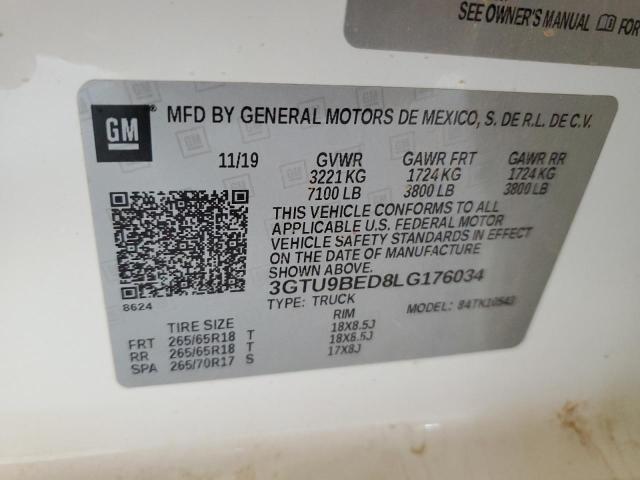 SEE OWNER'S MANUAL FOR
GM
MFD BY GENERAL MOTORS DE MEXICO, S. DE R.L. DE C.V.
11/19 GVWR GAWR FRT GAWR RR
3221 KG 1724 KG 1724 KG
7100 LB 3800 LB 3800 LB
THIS VEHICLE CONFORMS TO ALL
APPLICABLE U.S. FEDERAL MOTOR
VEHICLE SAFETY STANDARDS IN EFFECT
ON THE DATE OF MANUFACTURE
SHOWN ABOVE.
3GTU9BED8LG176034
8624
TYPE: TRUCK MODEL: 84TK10543
TIRE SIZE RIM
FRT 265/65R18 T 18X8.5J
RR 265/65R18 T 18X8.5J
SPA 265/70R17 S 17X8J